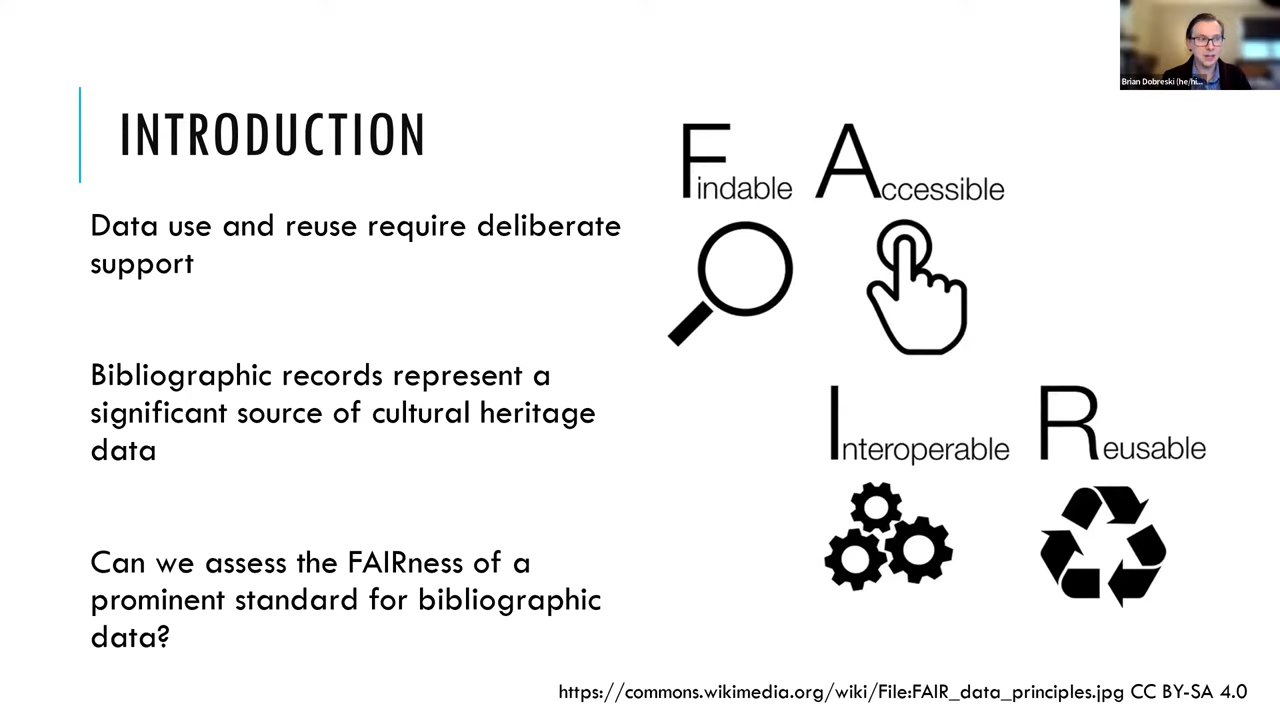 Brian Dobreski (he/hi...
INTRODUCTION
Data use and reuse require deliberate
support
Bibliographic records represent a
significant source of cultural heritage
data
Can we assess the FAIRness of a
prominent standard for bibliographic
data?
Findable Accessible
Interoperable Reusable
https://commons.wikimedia.org/wiki/File:FAIR_data_principles.jpg CC BY-SA 4.0